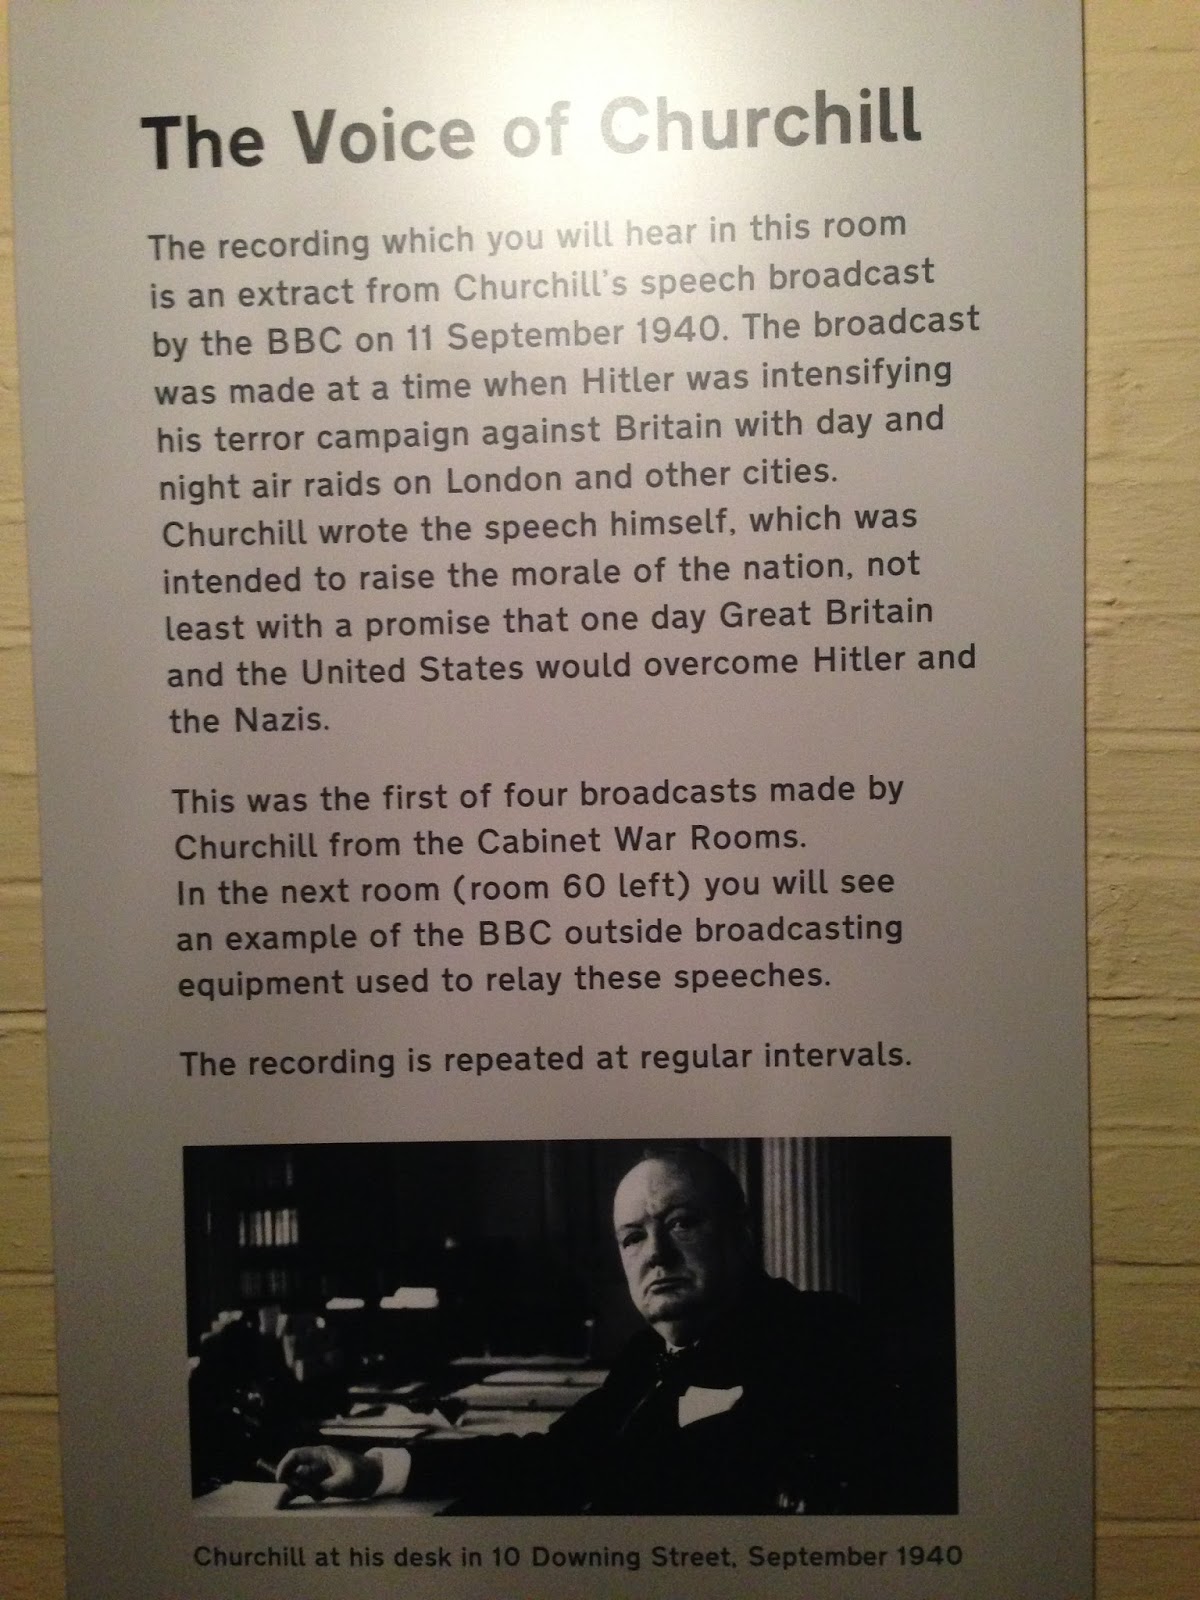 The Voice of Churchill
The recording which you will hear in this room
is an extract from Churchill's speech broadcast
by the BBC on 11 September 1940. The broadcast
was made at a time when Hitler was intensifying
his terror campaign against Britain with day and
night air raids on London and other cities.
Churchill wrote the speech himself, which was
intended to raise the morale of the nation, not
least with a promise that one day Great Britain
and the United States would overcome Hitler and
the Nazis.
This was the first of four broadcasts made by
Churchill from the Cabinet War Rooms.
In the next room (room 60 left) you will see
an example of the BBC outside broadcasting
equipment used to relay these speeches.
The recording is repeated at regular intervals.
Churchill at his desk in 10 Downing Street, September 1940